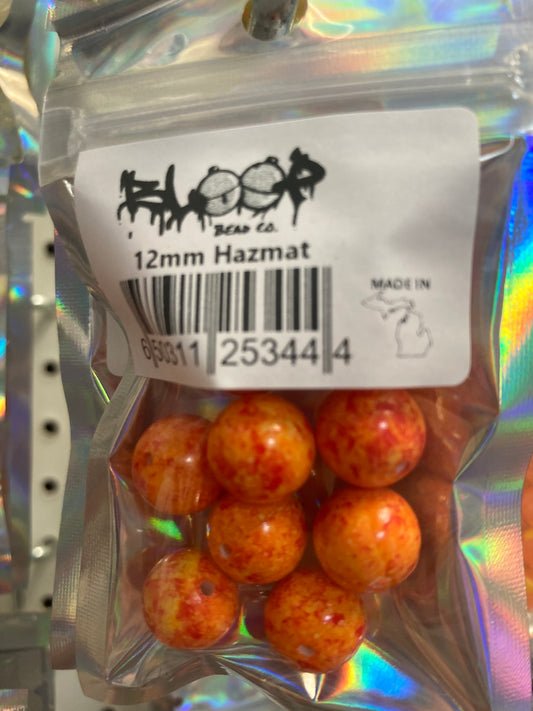 BLOOP
BEAD CO.
12mm Hazmat
MADE IN
6 50311 25344 4